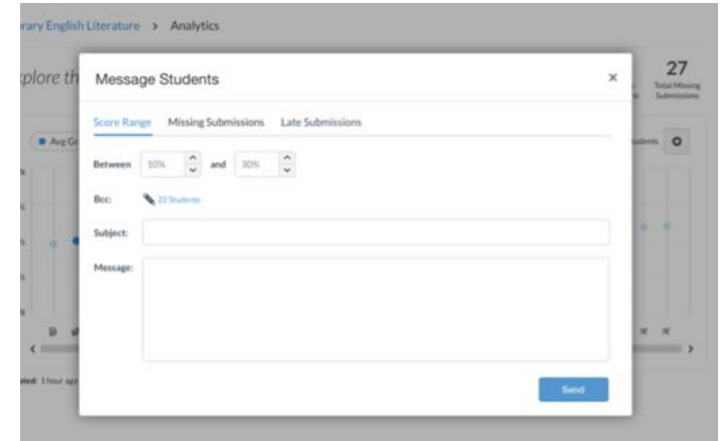 rary English Literature > Analytics
xplore th
27
Total Missing
Submissions
Message Students ×
Score Range Missing Submissions Late Submissions
Avg Gr
udents
Between 10% and 30%
Bcc: 22 Students
Subject:
Message:
ated: 1 hour ago
Send